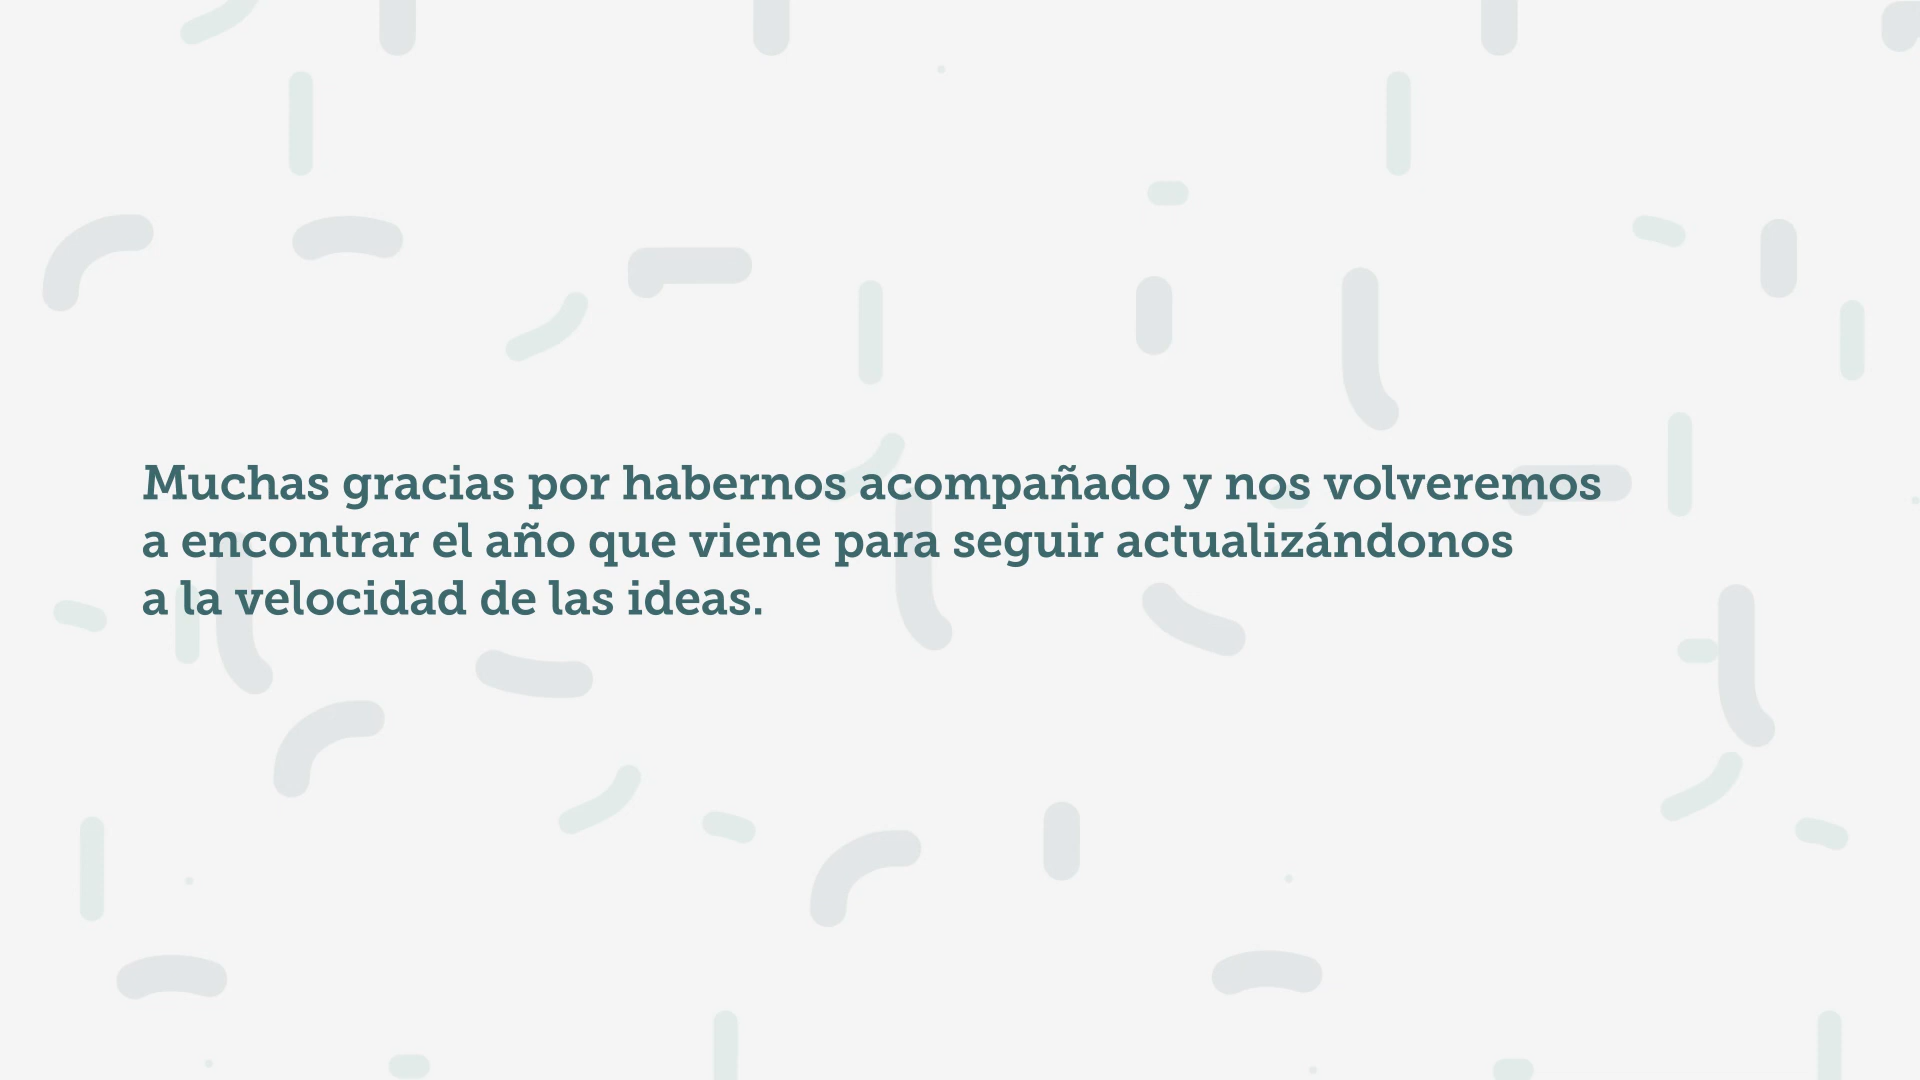 Muchas gracias por habernos acompañado y nos volveremos
a encontrar el año que viene para seguir actualizándonos
a la velocidad de las ideas.